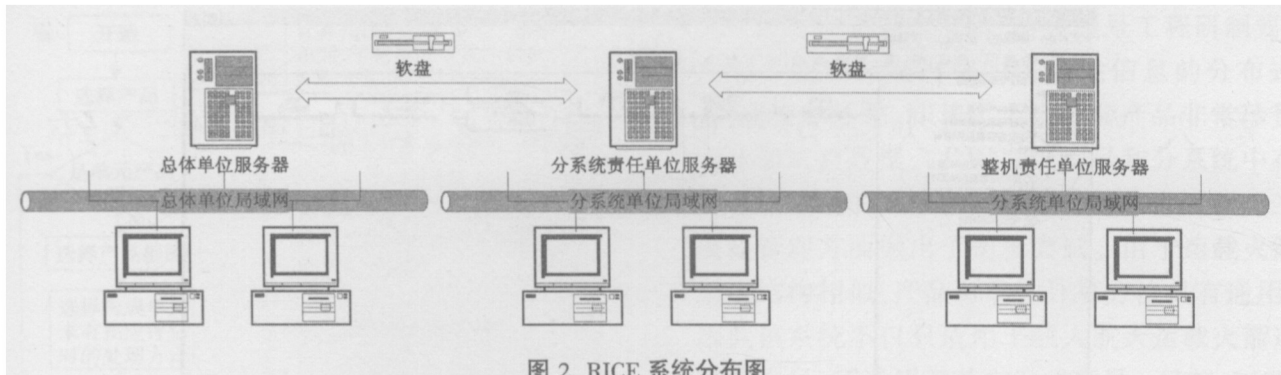 软盘
软盘
总体单位服务器
分系统责任单位服务器
整机责任单位服务器
总体单位局域网
分系统单位局域网
分系统单位局域网
图 2 RICE 系统分布图